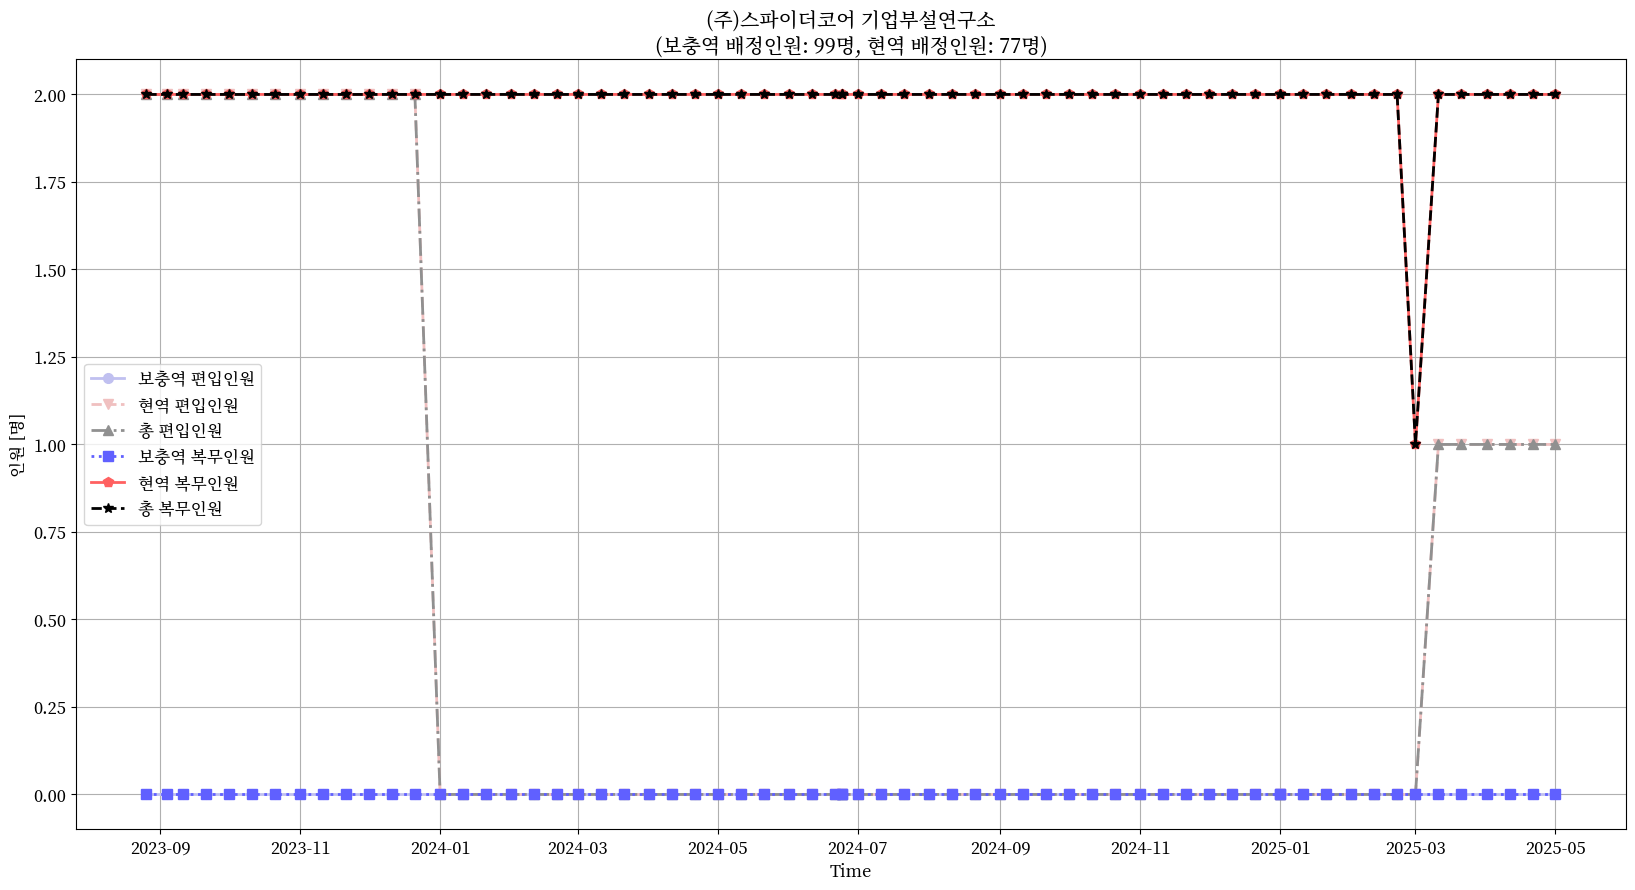 (주)스파이더코어 기업부설연구소
(보충역 배정인원: 99명, 현역 배정인원: 77명)
2.00
1.75
1.50
1.25
1.00
0.75
0.50
0.25
0.00
인원 [명]
보충역 편입인원
현역 편입인원
총 편입인원
보충역 복무인원
현역 복무인원
총 복무인원
2023-09 2023-11 2024-01 2024-03 2024-05 2024-07 2024-09 2024-11 2025-01 2025-03 2025-05
Time